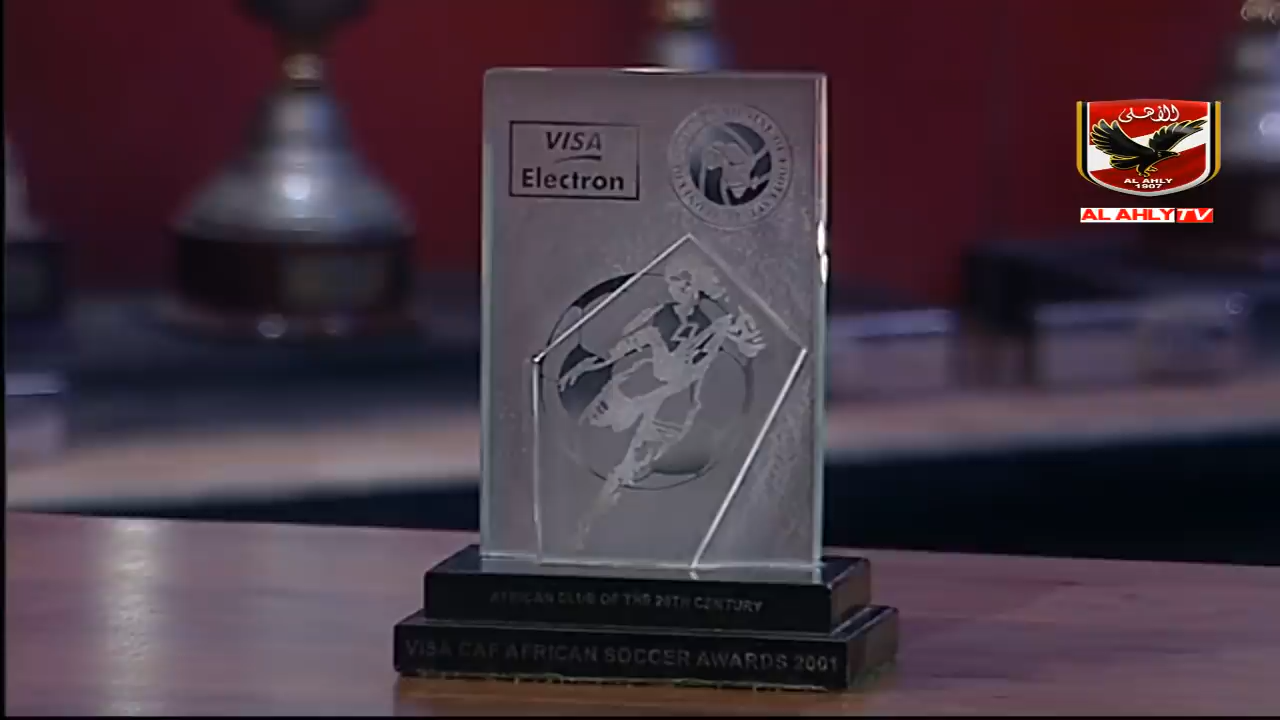 VISA
Electron
الأهلى
AL AHLY
1907
AL AHLY TV
AFRICAN CLUB OF THE 20TH CENTURY
VISA CAF AFRICAN SOCCER AWARDS 2001